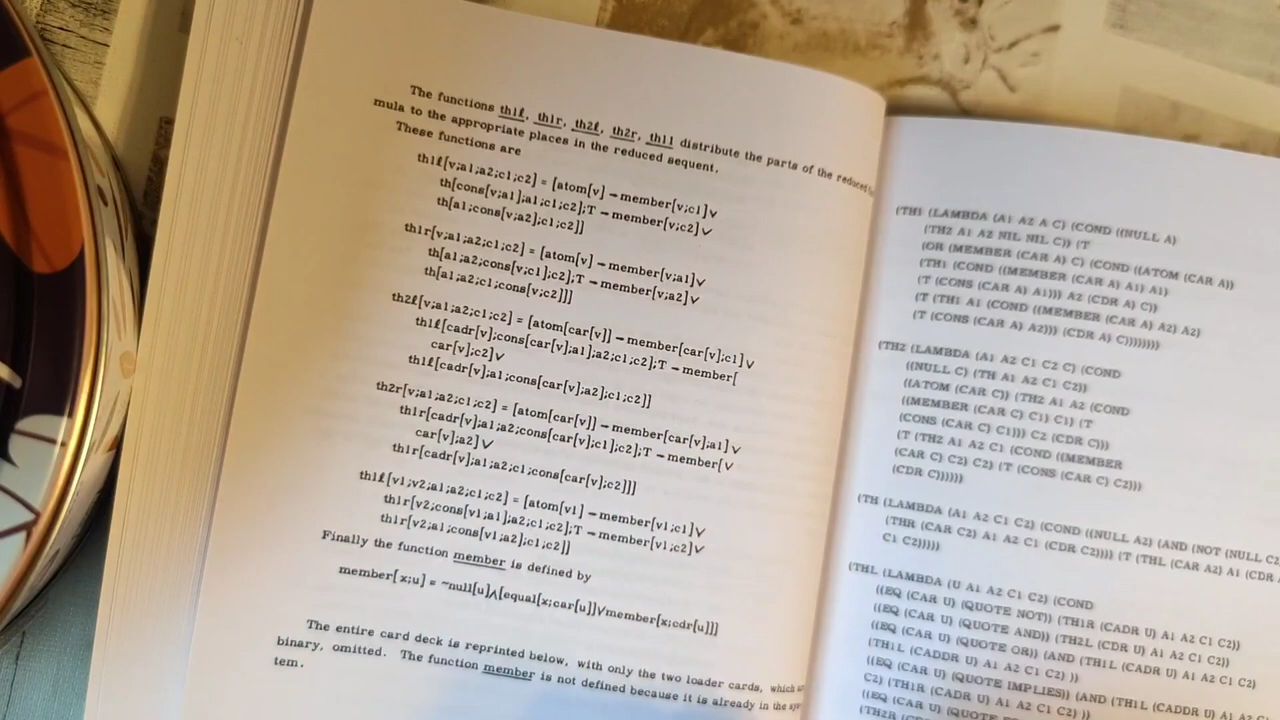 The functions th1ℓ, th1r, th2ℓ, th2r, th11 distribute the parts of the reduced
mula to the appropriate places in the reduced sequent.
These functions are
th1ℓ[v;a1;a2;c1;c2] = [atom[v] → member[v;c1]∨
th[cons[v;a1];a1;c1;c2];T → member[v;c2]∨
th[a1;cons[v;a2];c1;c2]]
th1r[v;a1;a2;c1;c2] = [atom[v] → member[v;a1]∨
th[a1;a2;cons[v;c1];c2];T → member[v;a2]∨
th[a1;a2;c1;cons[v;c2]]]
th2ℓ[v;a1;a2;c1;c2] = [atom[car[v]] → member[car[v];c1]∨
th1ℓ[cadr[v];cons[car[v];a1];a2;c1;c2];T → member[
car[v];c2]∨
th1ℓ[cadr[v];a1;cons[car[v];a2];c1;c2]]
th2r[v;a1;a2;c1;c2] = [atom[car[v]] → member[car[v];a1]∨
th1r[cadr[v];a1;a2;cons[car[v];c1];c2];T → member[∨
car[v];a2]∨
th1r[cadr[v];a1;a2;c1;cons[car[v];c2]]]
th1ℓ[v1;v2;a1;a2;c1;c2] = [atom[v1] → member[v1;c1]∨
th1r[v2;cons[v1;a1];a2;c1;c2];T → member[v1;c2]∨
th1r[v2;a1;cons[v1;a2];c1;c2]]
Finally the function member is defined by
member[x;u] = ~null[u]∧[equal[x;car[u]]∨member[x;cdr[u]]]
The entire card deck is reprinted below, with only the two loader cards, which
binary, omitted. The function member is not defined because it is already in the
tem.
(TH1 (LAMBDA (A1 A2 A C) (COND ((NULL A)
(TH2 A1 A2 NIL NIL C)) (T
(OR (MEMBER (CAR A) C) (COND ((ATOM (CAR A))
(TH1 (COND ((MEMBER (CAR A) A1) A1)
(T (CONS (CAR A) A1))) A2 (CDR A) C))
(T (TH1 A1 (COND ((MEMBER (CAR A) A2) A2)
(T (CONS (CAR A) A2))) (CDR A) C))))))))
(TH2 (LAMBDA (A1 A2 C1 C2 C) (COND
((NULL C) (TH A1 A2 C1 C2))
((ATOM (CAR C)) (TH2 A1 A2 (COND
((MEMBER (CAR C) C1) C1) (T
(CONS (CAR C) C1))) C2 (CDR C)))
(T (TH2 A1 A2 C1 (COND ((MEMBER
(CAR C) C2) C2) (T (CONS (CAR C) C2)))
(CDR C))))))
(TH (LAMBDA (A1 A2 C1 C2) (COND ((NULL A2) (AND (NOT (NULL C2
(THR (CAR C2) A1 A2 C1 (CDR C2)))) (T (THL (CAR A2) A1 (CDR
C1 C2)))))
(THL (LAMBDA (U A1 A2 C1 C2) (COND
((EQ (CAR U) (QUOTE NOT)) (TH1R (CADR U) A1 A2 C1 C2))
((EQ (CAR U) (QUOTE AND)) (TH2L (CDR U) A1 A2 C1 C2))
((EQ (CAR U) (QUOTE OR)) (AND (TH1L (CADR U) A1 A2 C1 C2)
(TH1L (CADDR U) A1 A2 C1 C2) ))
((EQ (CAR U) (QUOTE IMPLIES)) (AND (TH1L (CADDR U) A1 A2 C1
C2) (TH1R (CADR U) A1 A2 C1 C2) ))
((EQ (CAR U) (QUOTE
(TH2R